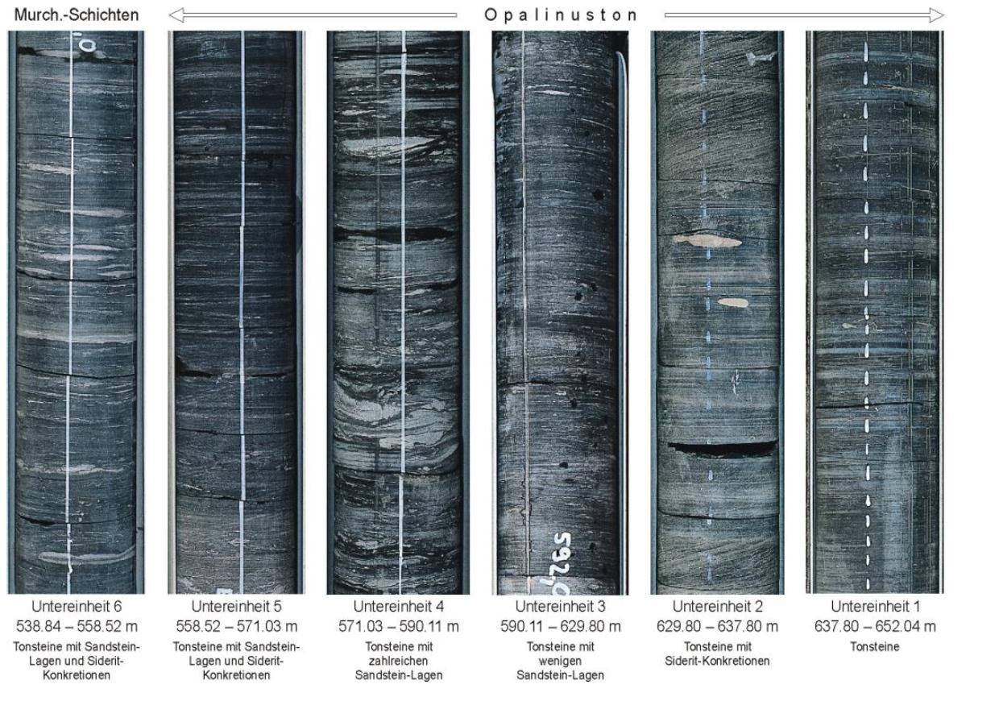 Murch.-Schichten
Opalinuston
592,0
Untereinheit 6
538.84 – 558.52 m
Tonsteine mit Sandstein-
Lagen und Siderit-
Konkretionen
Untereinheit 5
558.52 – 571.03 m
Tonsteine mit Sandstein-
Lagen und Siderit-
Konkretionen
Untereinheit 4
571.03 – 590.11 m
Tonsteine mit
zahlreichen
Sandstein-Lagen
Untereinheit 3
590.11 – 629.80 m
Tonsteine mit
wenigen
Sandstein-Lagen
Untereinheit 2
629.80 – 637.80 m
Tonsteine mit
Siderit-Konkretionen
Untereinheit 1
637.80 – 652.04 m
Tonsteine